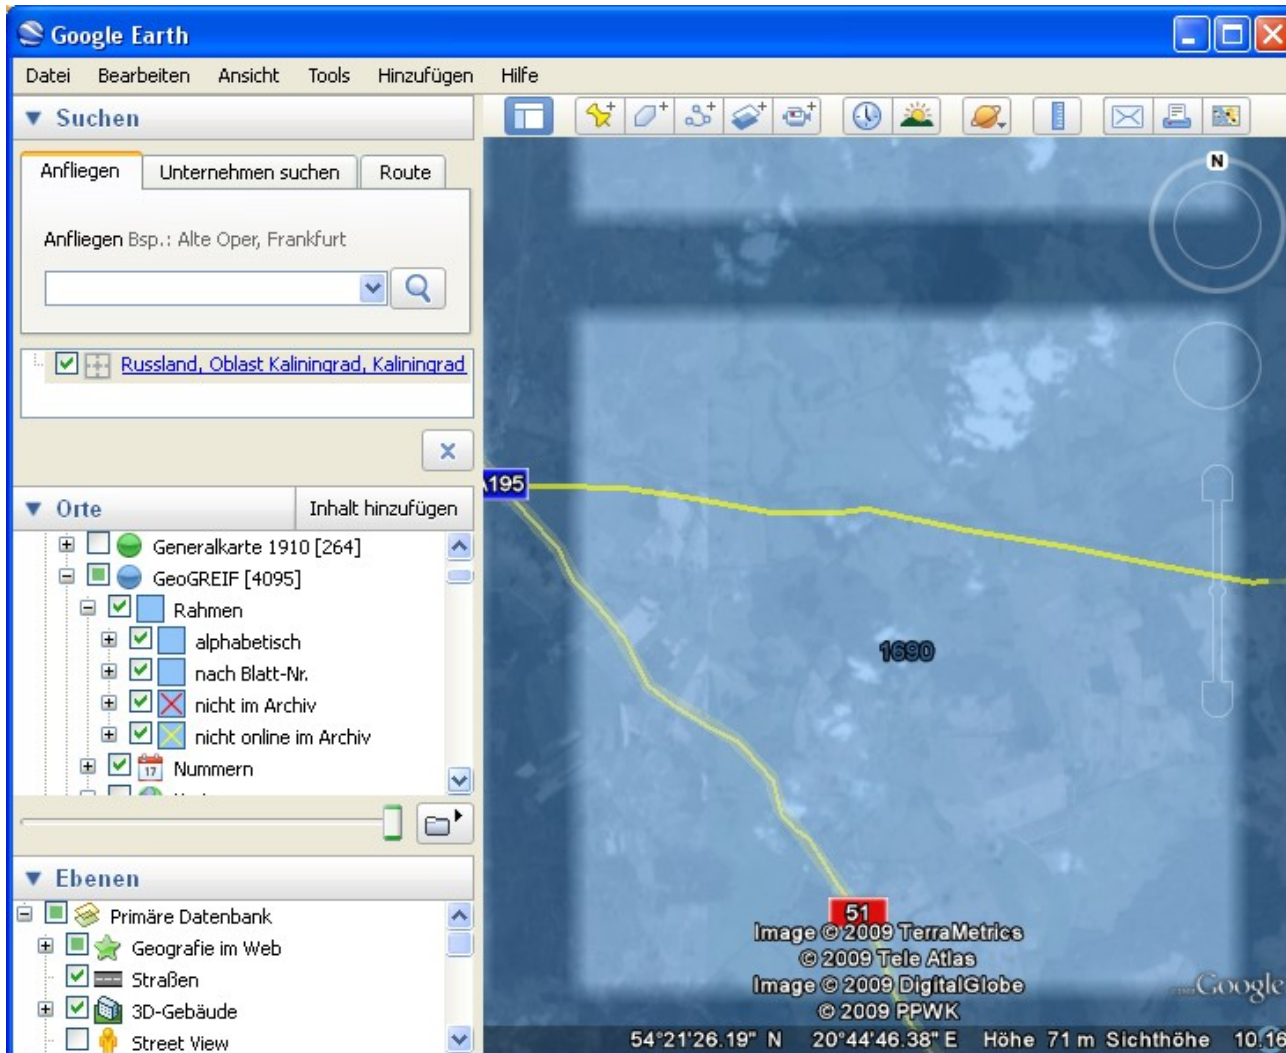 Google Earth
Datei Bearbeiten Ansicht Tools Hinzufügen Hilfe
Suchen
Anfliegen Unternehmen suchen Route
Anfliegen Bsp.: Alte Oper, Frankfurt
Russland, Oblast Kaliningrad, Kaliningrad
Orte Inhalt hinzufügen
Generalkarte 1910 [264]
GeoGREIF [4095]
Rahmen
alphabetisch
nach Blatt-Nr.
nicht im Archiv
nicht online im Archiv
17 Nummern
Ebenen
Primäre Datenbank
Geografie im Web
Straßen
3D-Gebäude
Street View
N
A195
1690
51
Image © 2009 TerraMetrics
© 2009 Tele Atlas
Image © 2009 DigitalGlobe
© 2009 PPWK
Google
54°21'26.19" N 20°44'46.38" E Höhe 71 m Sichthöhe 10.16